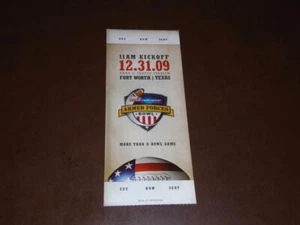 SEC ROW SEAT
11AM KICKOFF
12.31.09
FORT WORTH / TEXAS
ARMED FORCES
BOWL
MORE THAN A BOWL GAME
SEC ROW SEAT